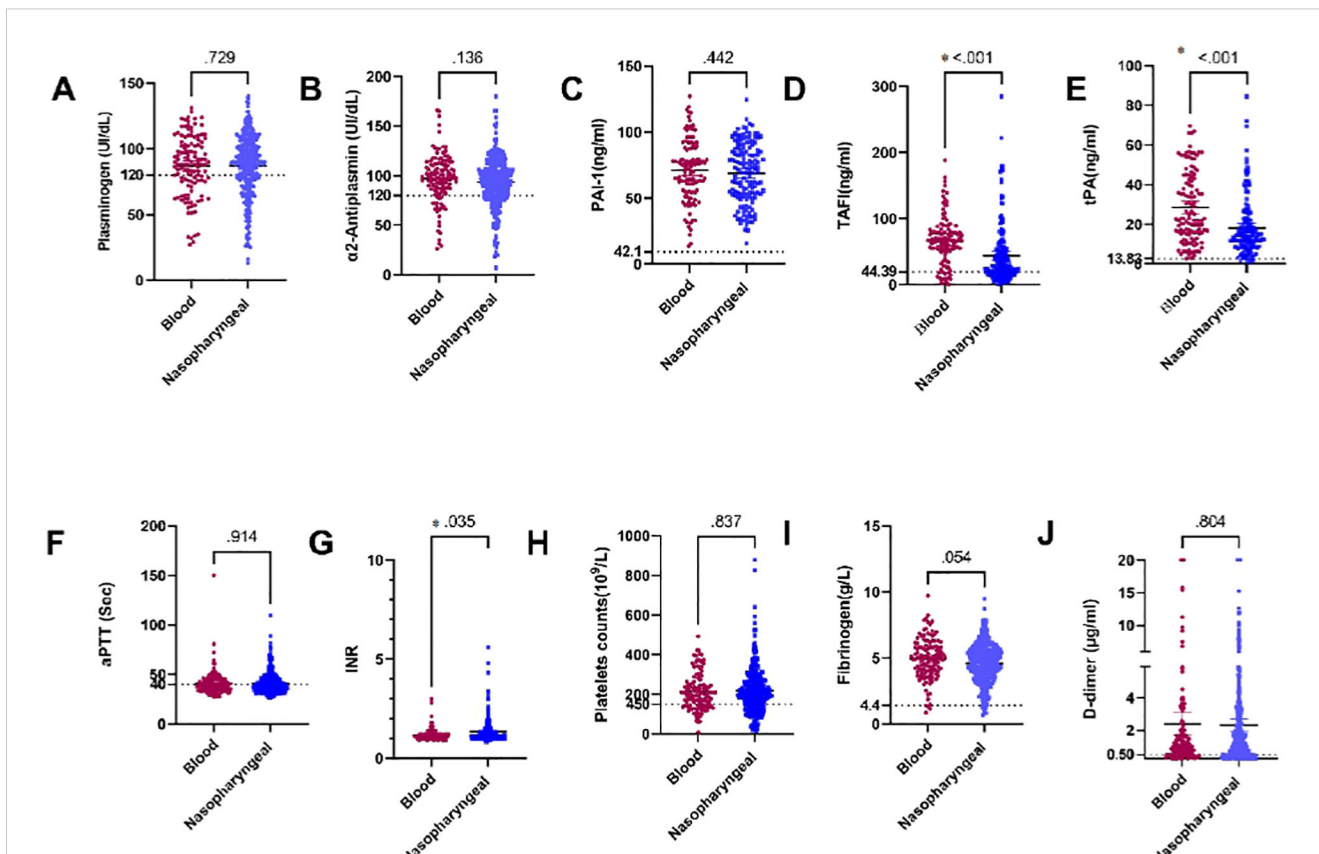 A
.729
Plasminogen (UI/dL)
150
100
120
50
0
Blood
Nasopharyngeal
B
.136
α2-Antiplasmin (UI/dL)
200
150
100
120
50
0
Blood
Nasopharyngeal
C
.442
PAI-1(ng/ml)
150
100
50
42.1
0
Blood
Nasopharyngeal
D
* <.001
TAFI(ng/ml)
300
200
100
44.39
0
Blood
Nasopharyngeal
E
*
<.001
tPA(ng/ml)
100
80
60
40
20
13.82
0
Blood
Nasopharyngeal
F
.914
aPTT (Sec)
200
150
100
50
40
0
Blood
Nasopharyngeal
G
* .035
INR
10
5
0
Blood
Nasopharyngeal
H
.837
Platelets counts(10⁹/L)
1000
800
600
400
200
150
0
Blood
Nasopharyngeal
I
.054
Fibrinogen(g/L)
15
10
5
4.4
0
Blood
Nasopharyngeal
J
.804
D-dimer (µg/ml)
20
15
10
4
2
0.50
Blood
Nasopharyngeal